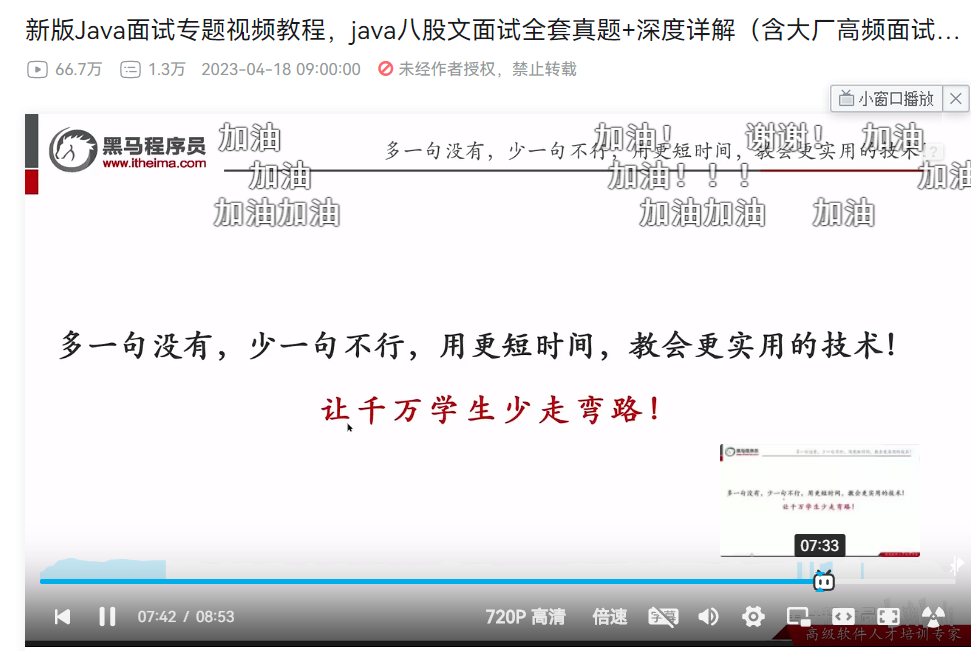 新版Java面试专题视频教程，java八股文面试全套真题+深度详解（含大厂高频面试…
66.7万 1.3万 2023-04-18 09:00:00 未经作者授权，禁止转载
小窗口播放
黑马程序员
www.itheima.com
加油 加油! 谢谢! 加油
多一句没有，少一句不行，用更短时间，教会更实用的技术!
加油 加油! ! ! 加油
加油加油 加油加油 加油
多一句没有，少一句不行，用更短时间，教会更实用的技术!
让千万学生少走弯路!
黑马程序员
多一句没有，少一句不行，用更短时间，教会更实用的技术!
让千万学生少走弯路!
07:33
07:42 / 08:53 720P 高清 倍速
高级软件人才培训专家